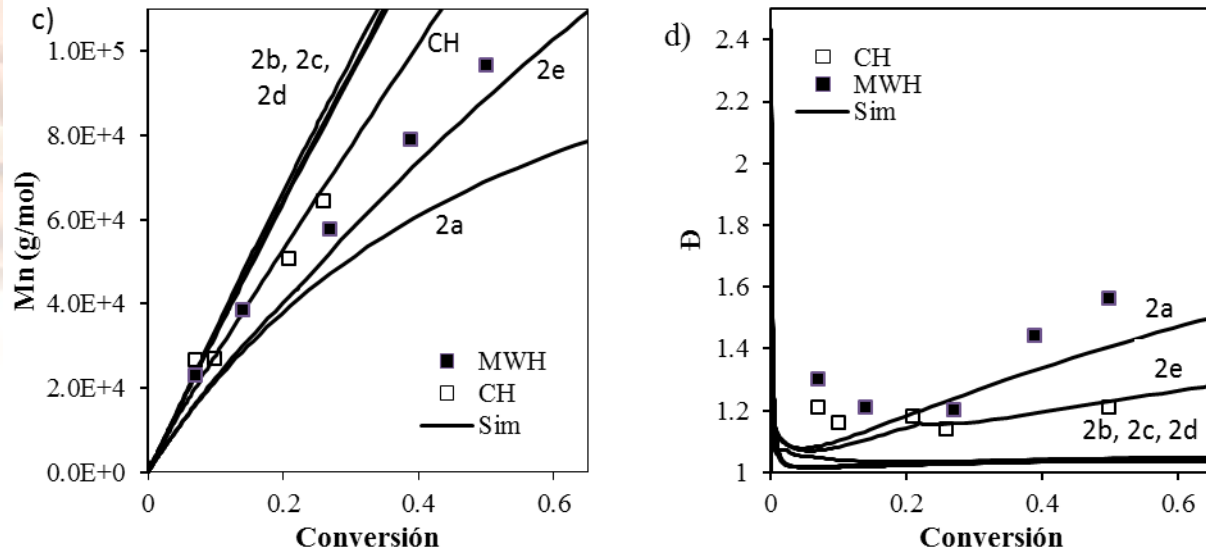 c)
1.0E+5
8.0E+4
6.0E+4
4.0E+4
2.0E+4
0.0E+0
Mn (g/mol)
2b, 2c,
2d
CH
2e
2a
MWH
CH
Sim
0
0.2
0.4
0.6
Conversión
d)
2.4
2.2
2
1.8
1.6
1.4
1.2
1
Đ
CH
MWH
Sim
2a
2e
2b, 2c, 2d
0
0.2
0.4
0.6
Conversión